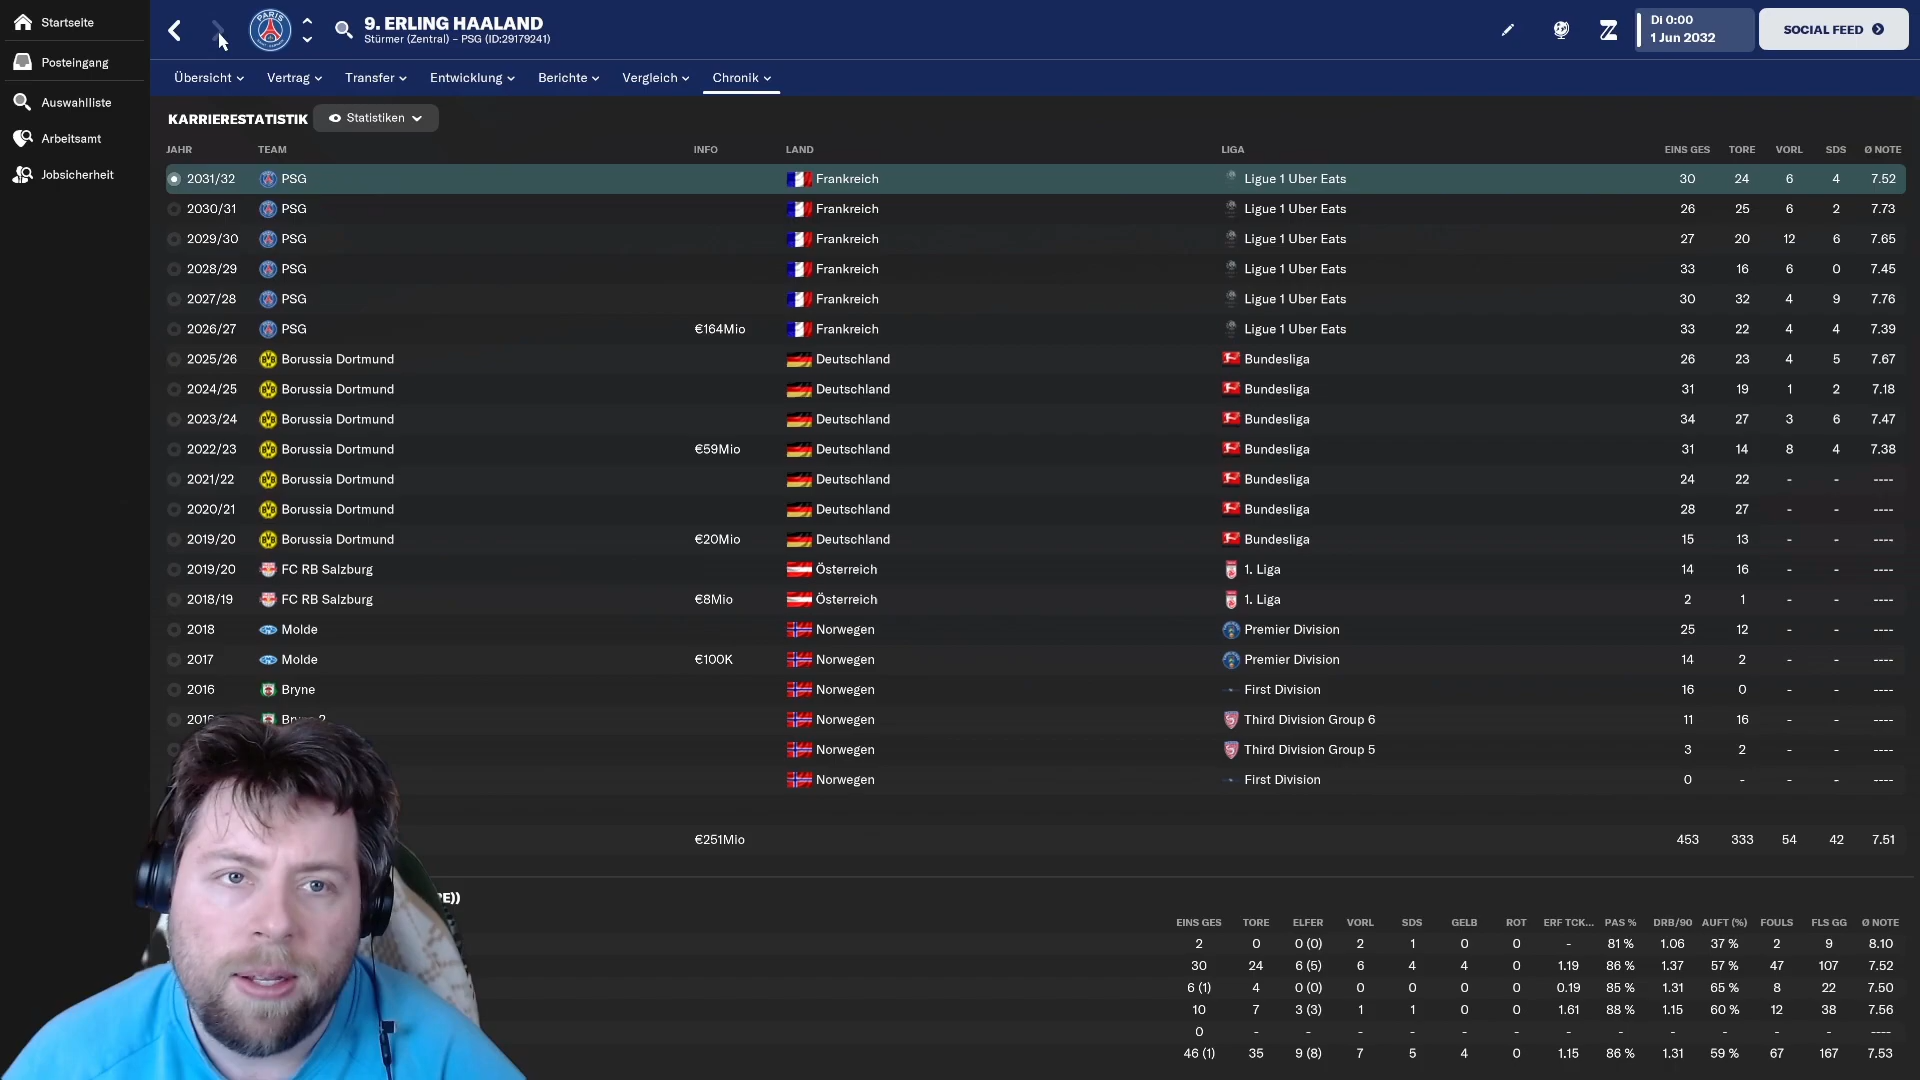 Startseite
Posteingang
Auswahlliste
Arbeitsamt
Jobsicherheit
9. ERLING HAALAND
Stürmer (Zentral) – PSG (ID:29179241)
Di 0:00
1 Jun 2032
SOCIAL FEED
Übersicht Vertrag Transfer Entwicklung Berichte Vergleich Chronik
KARRIERESTATISTIK Statistiken
JAHR TEAM INFO LAND LIGA EINS GES TORE VORL SDS Ø NOTE
2031/32 PSG Frankreich Ligue 1 Uber Eats 30 24 6 4 7.52
2030/31 PSG Frankreich Ligue 1 Uber Eats 26 25 6 2 7.73
2029/30 PSG Frankreich Ligue 1 Uber Eats 27 20 12 6 7.65
2028/29 PSG Frankreich Ligue 1 Uber Eats 33 16 6 0 7.45
2027/28 PSG Frankreich Ligue 1 Uber Eats 30 32 4 9 7.76
2026/27 PSG €164Mio Frankreich Ligue 1 Uber Eats 33 22 4 4 7.39
2025/26 Borussia Dortmund Deutschland Bundesliga 26 23 4 5 7.67
2024/25 Borussia Dortmund Deutschland Bundesliga 31 19 1 2 7.18
2023/24 Borussia Dortmund Deutschland Bundesliga 34 27 3 6 7.47
2022/23 Borussia Dortmund €59Mio Deutschland Bundesliga 31 14 8 4 7.38
2021/22 Borussia Dortmund Deutschland Bundesliga 24 22 - - ----
2020/21 Borussia Dortmund Deutschland Bundesliga 28 27 - - ----
2019/20 Borussia Dortmund €20Mio Deutschland Bundesliga 15 13 - - ----
2019/20 FC RB Salzburg Österreich 1. Liga 14 16 - - ----
2018/19 FC RB Salzburg €8Mio Österreich 1. Liga 2 1 - - ----
2018 Molde Norwegen Premier Division 25 12 - - ----
2017 Molde €100K Norwegen Premier Division 14 2 - - ----
2016 Bryne Norwegen First Division 16 0 - - ----
Norwegen Third Division Group 6 11 16 - - ----
Norwegen Third Division Group 5 3 2 - - ----
Norwegen First Division 0 - - - ----
€251Mio 453 333 54 42 7.51
EINS GES TORE ELFER VORL SDS GELB ROT ERF TCK... PAS % DRB/90 AUFT (%) FOULS FLS GG Ø NOTE
2 0 0 (0) 2 1 0 0 - 81 % 1.06 37 % 2 9 8.10
30 24 6 (5) 6 4 4 0 1.19 86 % 1.37 57 % 47 107 7.52
6 (1) 4 0 (0) 0 0 0 0 0.19 85 % 1.31 65 % 8 22 7.50
10 7 3 (3) 1 1 0 0 1.61 88 % 1.15 60 % 12 38 7.56
0 - - - - - - - - - - - - ----
46 (1) 35 9 (8) 7 5 4 0 1.15 86 % 1.31 59 % 67 167 7.53